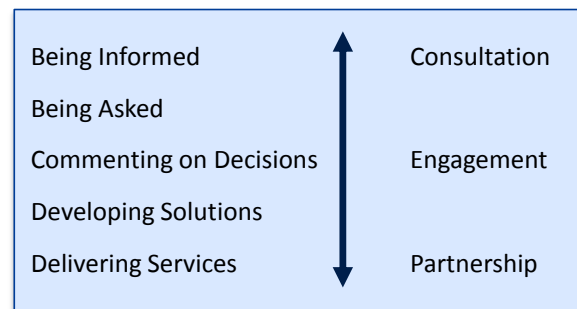 Being Informed Consultation
Being Asked
Commenting on Decisions Engagement
Developing Solutions
Delivering Services Partnership